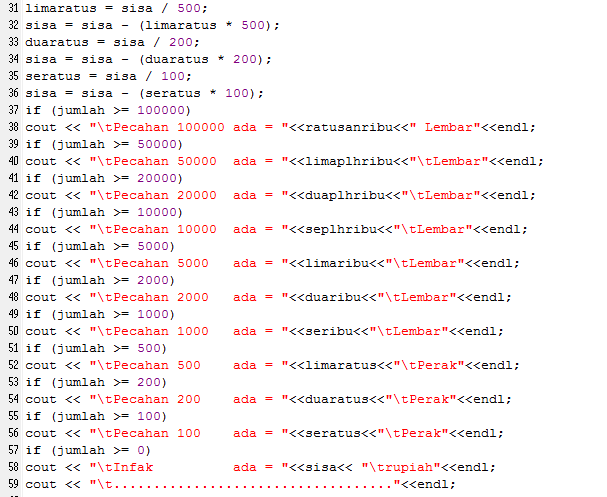 31 limaratus = sisa / 500;
32 sisa = sisa - (limaratus * 500);
33 duaratus = sisa / 200;
34 sisa = sisa - (duaratus * 200);
35 seratus = sisa / 100;
36 sisa = sisa - (seratus * 100);
37 if (jumlah >= 100000)
38 cout << "\tPecahan 100000 ada = "<<ratusanribu<<" Lembar"<<endl;
39 if (jumlah >= 50000)
40 cout << "\tPecahan 50000  ada = "<<limaplhribu<<"\tLembar"<<endl;
41 if (jumlah >= 20000)
42 cout << "\tPecahan 20000  ada = "<<duaplhribu<<"\tLembar"<<endl;
43 if (jumlah >= 10000)
44 cout << "\tPecahan 10000  ada = "<<seplhribu<<"\tLembar"<<endl;
45 if (jumlah >= 5000)
46 cout << "\tPecahan 5000   ada = "<<limaribu<<"\tLembar"<<endl;
47 if (jumlah >= 2000)
48 cout << "\tPecahan 2000   ada = "<<duaribu<<"\tLembar"<<endl;
49 if (jumlah >= 1000)
50 cout << "\tPecahan 1000   ada = "<<seribu<<"\tLembar"<<endl;
51 if (jumlah >= 500)
52 cout << "\tPecahan 500    ada = "<<limaratus<<"\tPerak"<<endl;
53 if (jumlah >= 200)
54 cout << "\tPecahan 200    ada = "<<duaratus<<"\tPerak"<<endl;
55 if (jumlah >= 100)
56 cout << "\tPecahan 100    ada = "<<seratus<<"\tPerak"<<endl;
57 if (jumlah >= 0)
58 cout << "\tInfak          ada = "<<sisa<< "\trupiah"<<endl;
59 cout << "\t.................................."<<endl;